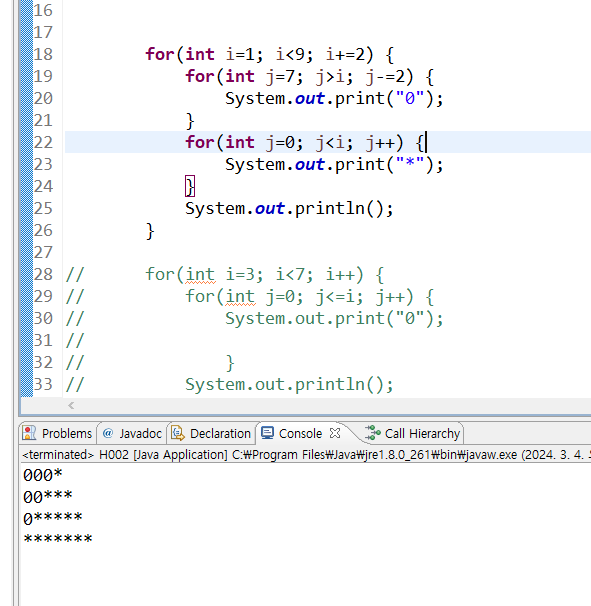 16
17
18 for(int i=1; i<9; i+=2) {
19 for(int j=7; j>i; j-=2) {
20 System.out.print("0");
21 }
22 for(int j=0; j<i; j++) {
23 System.out.print("*");
24 }
25 System.out.println();
26 }
27
28 // for(int i=3; i<7; i++) {
29 // for(int j=0; j<=i; j++) {
30 // System.out.print("0");
31 //
32 // }
33 // System.out.println();
Problems @ Javadoc Declaration Console Call Hierarchy
<terminated> H002 [Java Application] C:₩Program Files₩Java₩jre1.8.0_261₩bin₩javaw.exe (2024. 3. 4.
000*
00***
0*****
*******